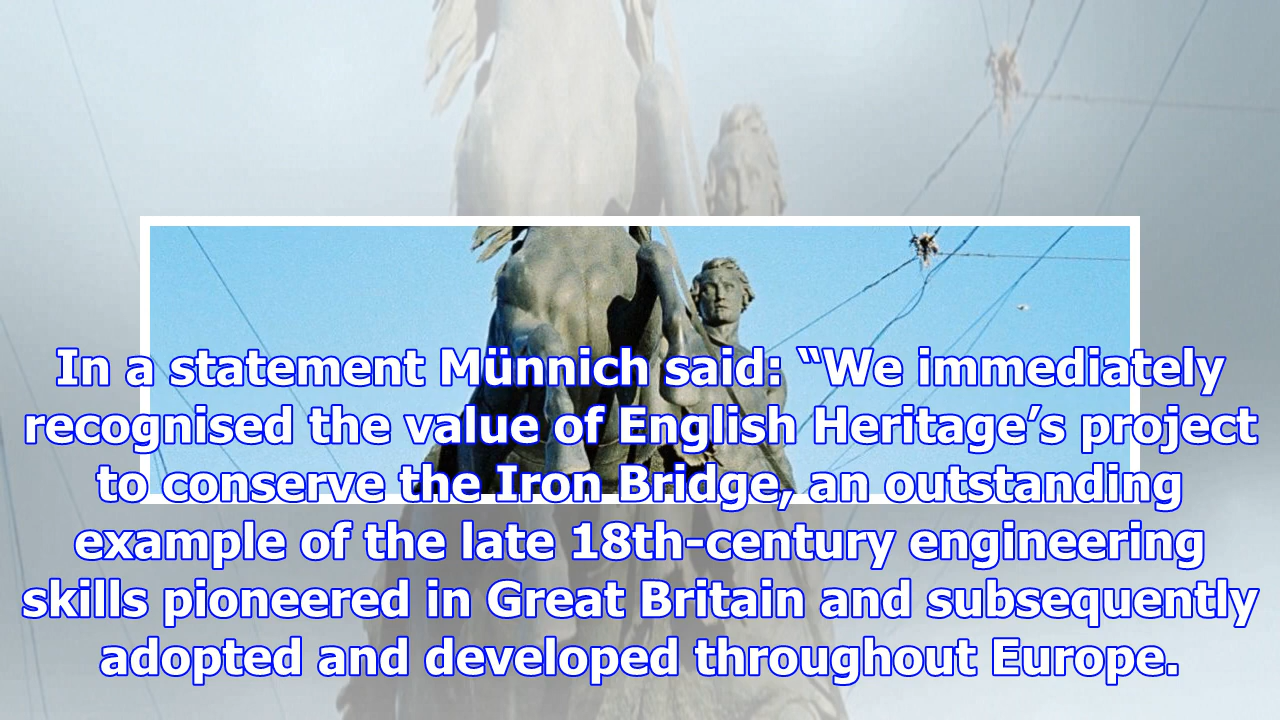 In a statement Münnich said: “We immediately
recognised the value of English Heritage’s project
to conserve the Iron Bridge, an outstanding
example of the late 18th-century engineering
skills pioneered in Great Britain and subsequently
adopted and developed throughout Europe.